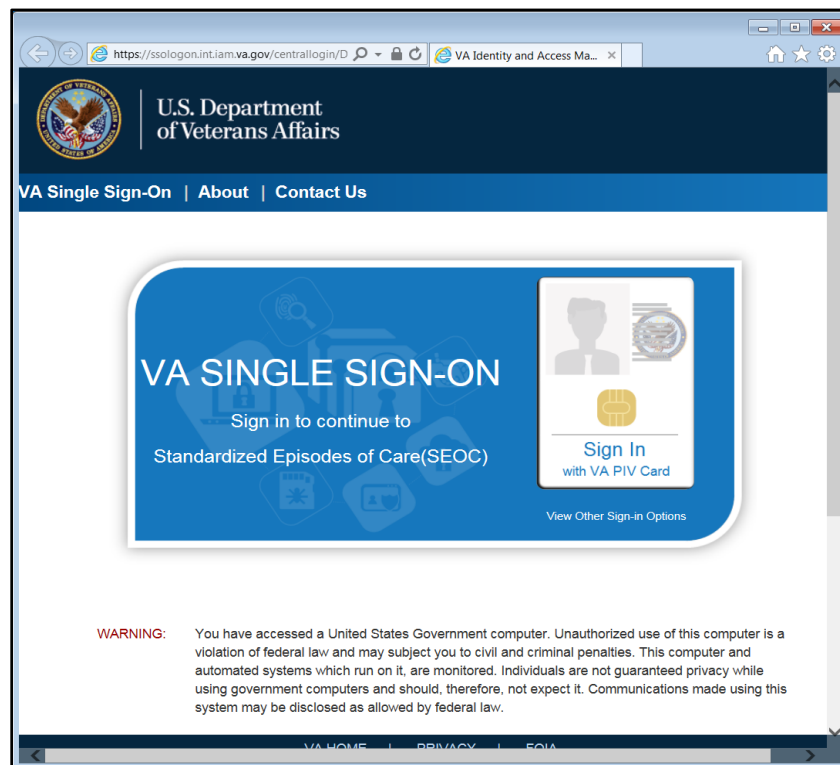 https://ssologon.int.iam.va.gov/centrallogin/D
VA Identity and Access Ma...
U.S. Department
of Veterans Affairs
VA Single Sign-On | About | Contact Us
VA SINGLE SIGN-ON
Sign in to continue to
Standardized Episodes of Care(SEOC)
Sign In
with VA PIV Card
View Other Sign-in Options
WARNING:
You have accessed a United States Government computer. Unauthorized use of this computer is a
violation of federal law and may subject you to civil and criminal penalties. This computer and
automated systems which run on it, are monitored. Individuals are not guaranteed privacy while
using government computers and should, therefore, not expect it. Communications made using this
system may be disclosed as allowed by federal law.
VA HOME | PRIVACY | FOIA